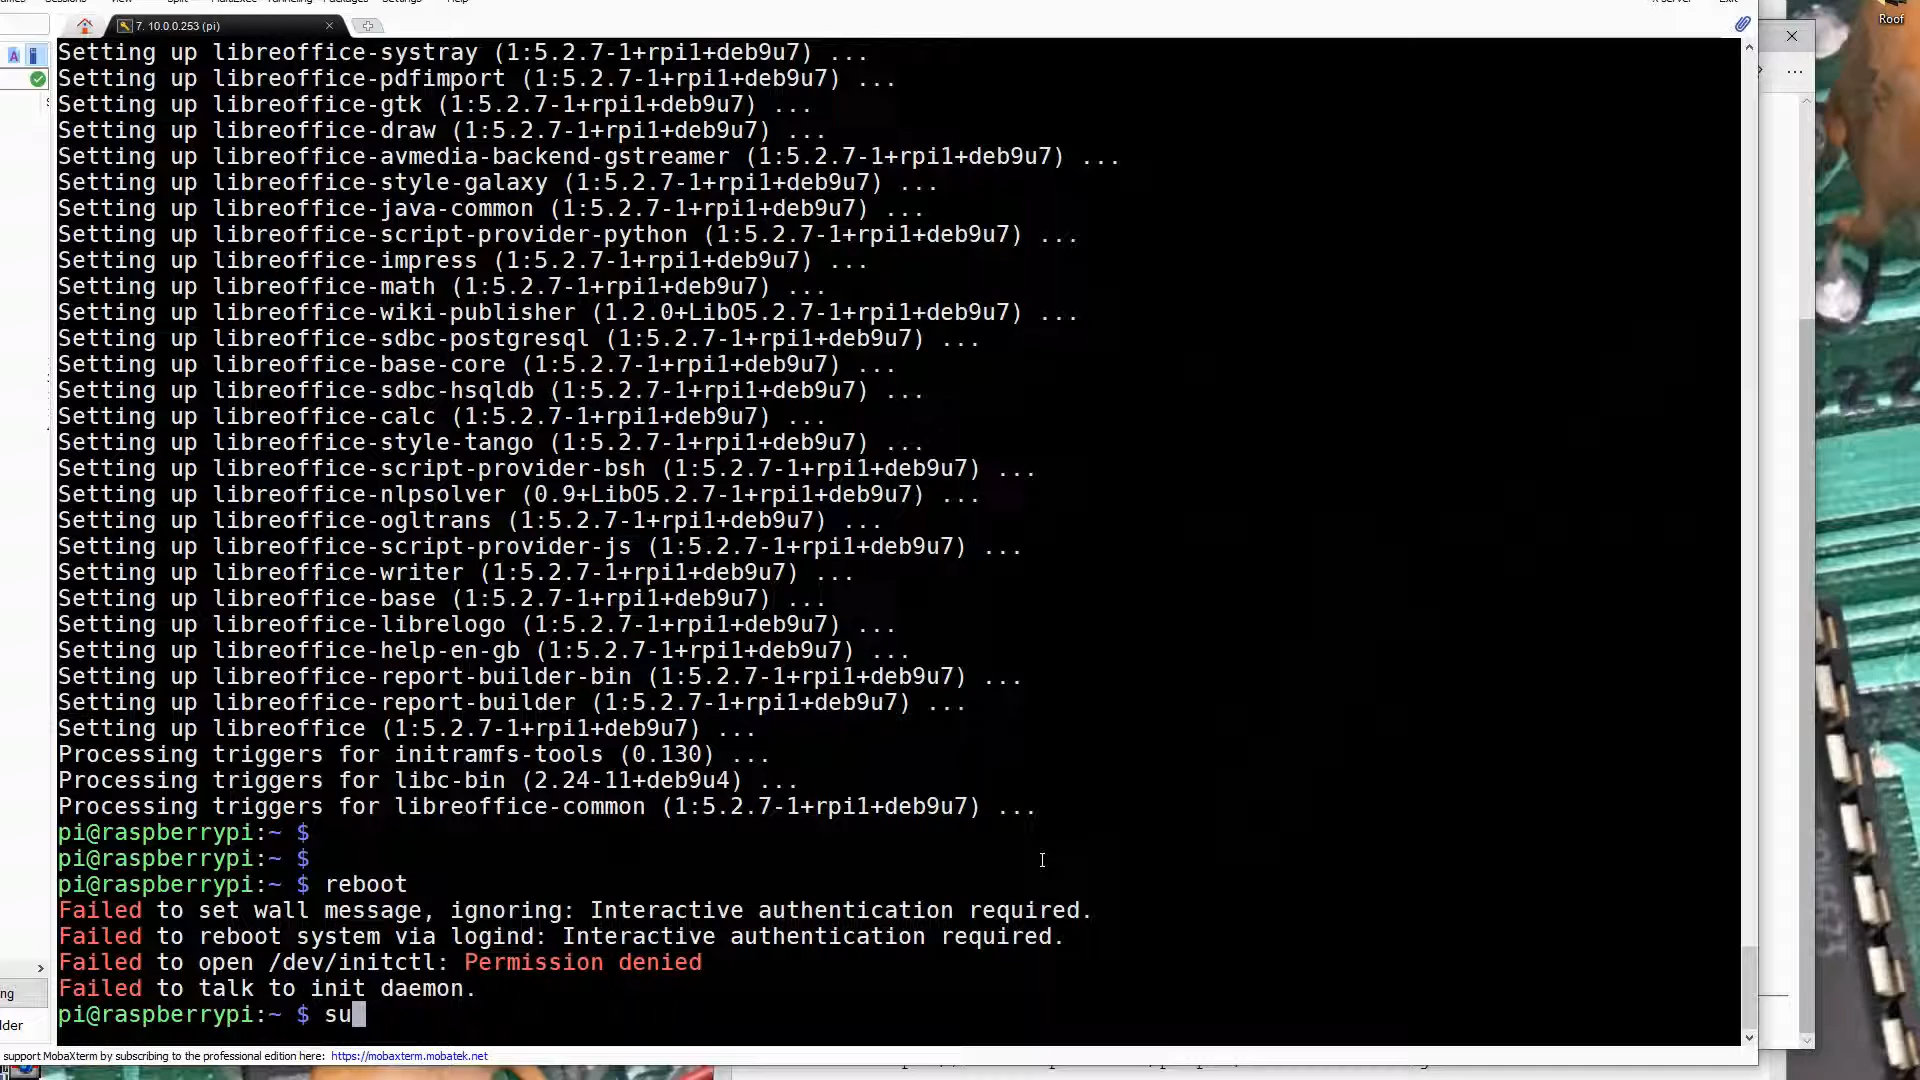 Roof
7. 10.0.0.253 (pi)
Setting up libreoffice-systray (1:5.2.7-1+rpi1+deb9u7) ...
Setting up libreoffice-pdfimport (1:5.2.7-1+rpi1+deb9u7) ...
Setting up libreoffice-gtk (1:5.2.7-1+rpi1+deb9u7) ...
Setting up libreoffice-draw (1:5.2.7-1+rpi1+deb9u7) ...
Setting up libreoffice-avmedia-backend-gstreamer (1:5.2.7-1+rpi1+deb9u7) ...
Setting up libreoffice-style-galaxy (1:5.2.7-1+rpi1+deb9u7) ...
Setting up libreoffice-java-common (1:5.2.7-1+rpi1+deb9u7) ...
Setting up libreoffice-script-provider-python (1:5.2.7-1+rpi1+deb9u7) ...
Setting up libreoffice-impress (1:5.2.7-1+rpi1+deb9u7) ...
Setting up libreoffice-math (1:5.2.7-1+rpi1+deb9u7) ...
Setting up libreoffice-wiki-publisher (1.2.0+LibO5.2.7-1+rpi1+deb9u7) ...
Setting up libreoffice-sdbc-postgresql (1:5.2.7-1+rpi1+deb9u7) ...
Setting up libreoffice-base-core (1:5.2.7-1+rpi1+deb9u7) ...
Setting up libreoffice-sdbc-hsqldb (1:5.2.7-1+rpi1+deb9u7) ...
Setting up libreoffice-calc (1:5.2.7-1+rpi1+deb9u7) ...
Setting up libreoffice-style-tango (1:5.2.7-1+rpi1+deb9u7) ...
Setting up libreoffice-script-provider-bsh (1:5.2.7-1+rpi1+deb9u7) ...
Setting up libreoffice-nlpsolver (0.9+LibO5.2.7-1+rpi1+deb9u7) ...
Setting up libreoffice-ogltrans (1:5.2.7-1+rpi1+deb9u7) ...
Setting up libreoffice-script-provider-js (1:5.2.7-1+rpi1+deb9u7) ...
Setting up libreoffice-writer (1:5.2.7-1+rpi1+deb9u7) ...
Setting up libreoffice-base (1:5.2.7-1+rpi1+deb9u7) ...
Setting up libreoffice-librelogo (1:5.2.7-1+rpi1+deb9u7) ...
Setting up libreoffice-help-en-gb (1:5.2.7-1+rpi1+deb9u7) ...
Setting up libreoffice-report-builder-bin (1:5.2.7-1+rpi1+deb9u7) ...
Setting up libreoffice-report-builder (1:5.2.7-1+rpi1+deb9u7) ...
Setting up libreoffice (1:5.2.7-1+rpi1+deb9u7) ...
Processing triggers for initramfs-tools (0.130) ...
Processing triggers for libc-bin (2.24-11+deb9u4) ...
Processing triggers for libreoffice-common (1:5.2.7-1+rpi1+deb9u7) ...
pi@raspberrypi:~ $
pi@raspberrypi:~ $
pi@raspberrypi:~ $ reboot
Failed to set wall message, ignoring: Interactive authentication required.
Failed to reboot system via logind: Interactive authentication required.
Failed to open /dev/initctl: Permission denied
Failed to talk to init daemon.
pi@raspberrypi:~ $ su
ng
lder
support MobaXterm by subscribing to the professional edition here: https://mobaxterm.mobatek.net